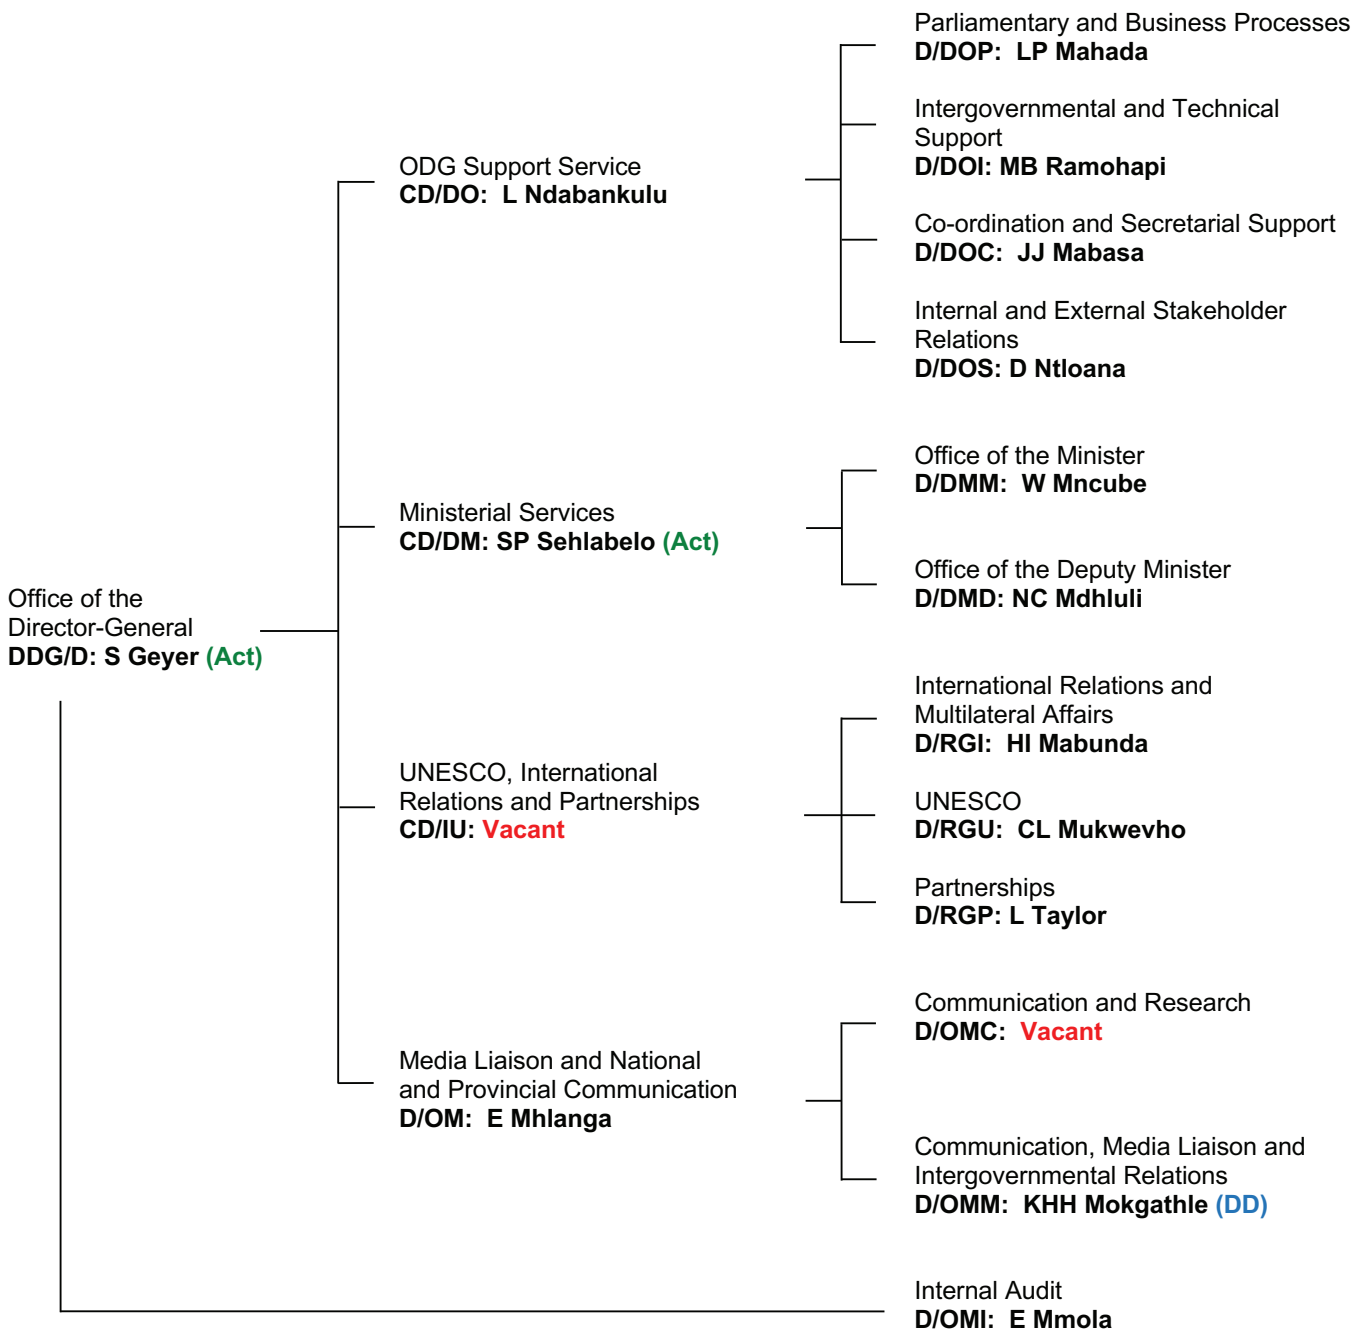 Office of the
Director-General
DDG/D: S Geyer (Act)
ODG Support Service
CD/DO: L Ndabankulu
Parliamentary and Business Processes
D/DOP: LP Mahada
Intergovernmental and Technical
Support
D/DOI: MB Ramohapi
Co-ordination and Secretarial Support
D/DOC: JJ Mabasa
Internal and External Stakeholder
Relations
D/DOS: D Ntloana
Ministerial Services
CD/DM: SP Sehlabelo (Act)
Office of the Minister
D/DMM: W Mncube
Office of the Deputy Minister
D/DMD: NC Mdhluli
UNESCO, International
Relations and Partnerships
CD/IU: Vacant
International Relations and
Multilateral Affairs
D/RGI: HI Mabunda
UNESCO
D/RGU: CL Mukwevho
Partnerships
D/RGP: L Taylor
Media Liaison and National
and Provincial Communication
D/OM: E Mhlanga
Communication and Research
D/OMC: Vacant
Communication, Media Liaison and
Intergovernmental Relations
D/OMM: KHH Mokgathle (DD)
Internal Audit
D/OMI: E Mmola